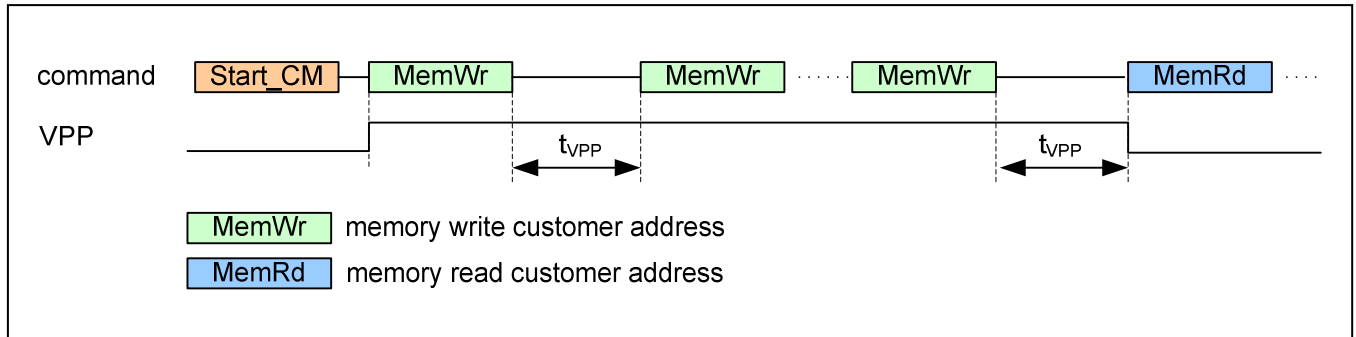 command Start_CM MemWr MemWr MemWr MemRd
VPP
tVPP tVPP
MemWr memory write customer address
MemRd memory read customer address